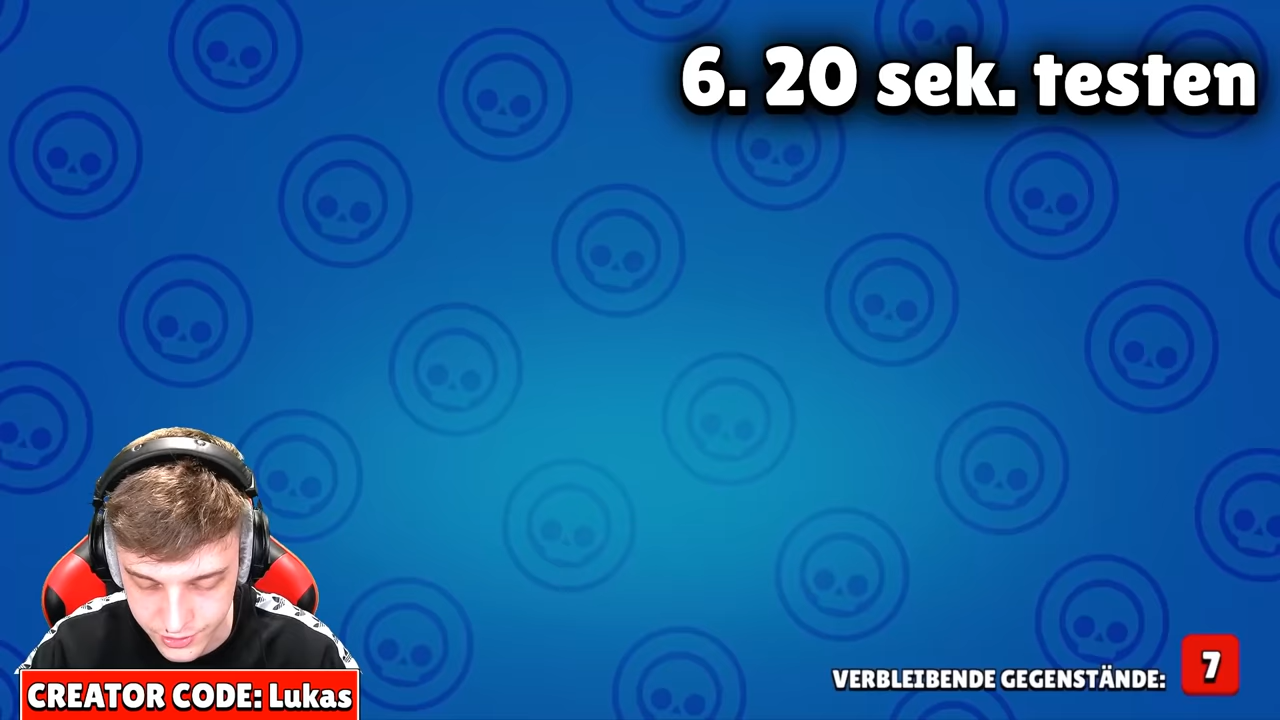 6. 20 sek. testen
VERBLEIBENDE GEGENSTÄNDE: 7
CREATOR CODE: Lukas